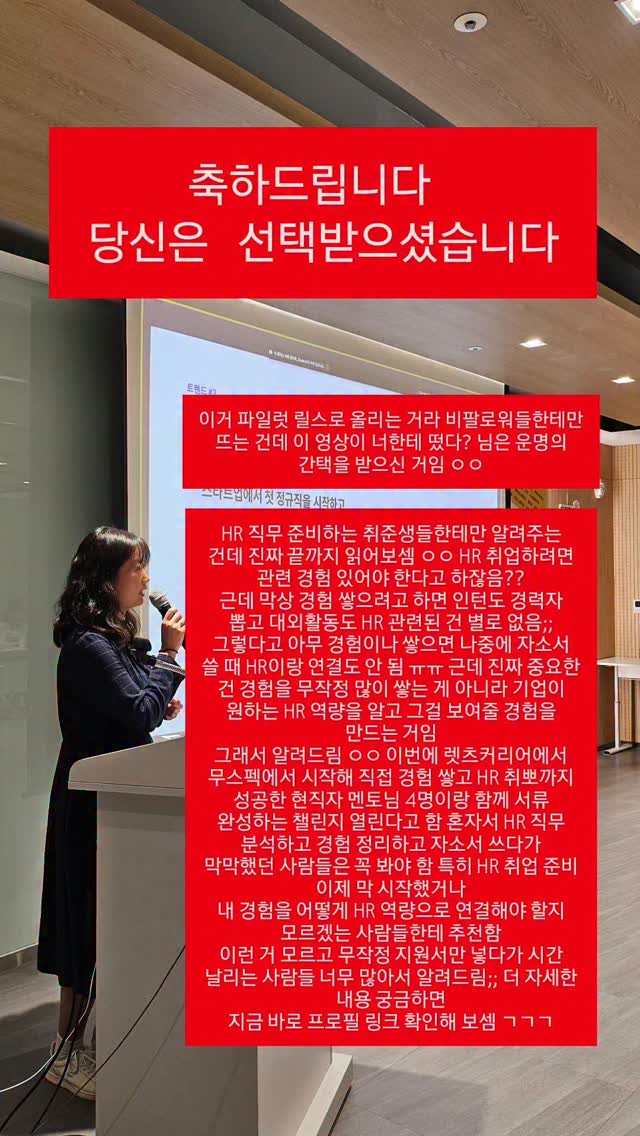 축하드립니다
당신은 선택받으셨습니다
트렌드 #2
이거 파일럿 릴스로 올리는 거라 비팔로워들한테만
뜨는 건데 이 영상이 너한테 떴다? 님은 운명의
간택을 받으신 거임 ㅇㅇ
스타트업에서 첫 정규직을 시작하고
HR 직무 준비하는 취준생들한테만 알려주는
건데 진짜 끝까지 읽어보셈 ㅇㅇ HR 취업하려면
관련 경험 있어야 한다고 하잖음??
근데 막상 경험 쌓으려고 하면 인턴도 경력자
뽑고 대외활동도 HR 관련된 건 별로 없음;;
그렇다고 아무 경험이나 쌓으면 나중에 자소서
쓸 때 HR이랑 연결도 안 됨 ㅠㅠ 근데 진짜 중요한
건 경험을 무작정 많이 쌓는 게 아니라 기업이
원하는 HR 역량을 알고 그걸 보여줄 경험을
만드는 거임
그래서 알려드림 ㅇㅇ 이번에 렛츠커리어에서
무스펙에서 시작해 직접 경험 쌓고 HR 취뽀까지
성공한 현직자 멘토님 4명이랑 함께 서류
완성하는 챌린지 열린다고 함 혼자서 HR 직무
분석하고 경험 정리하고 자소서 쓰다가
막막했던 사람들은 꼭 봐야 함 특히 HR 취업 준비
이제 막 시작했거나
내 경험을 어떻게 HR 역량으로 연결해야 할지
모르겠는 사람들한테 추천함
이런 거 모르고 무작정 지원서만 넣다가 시간
날리는 사람들 너무 많아서 알려드림;; 더 자세한
내용 궁금하면
지금 바로 프로필 링크 확인해 보셈 ㄱㄱㄱ